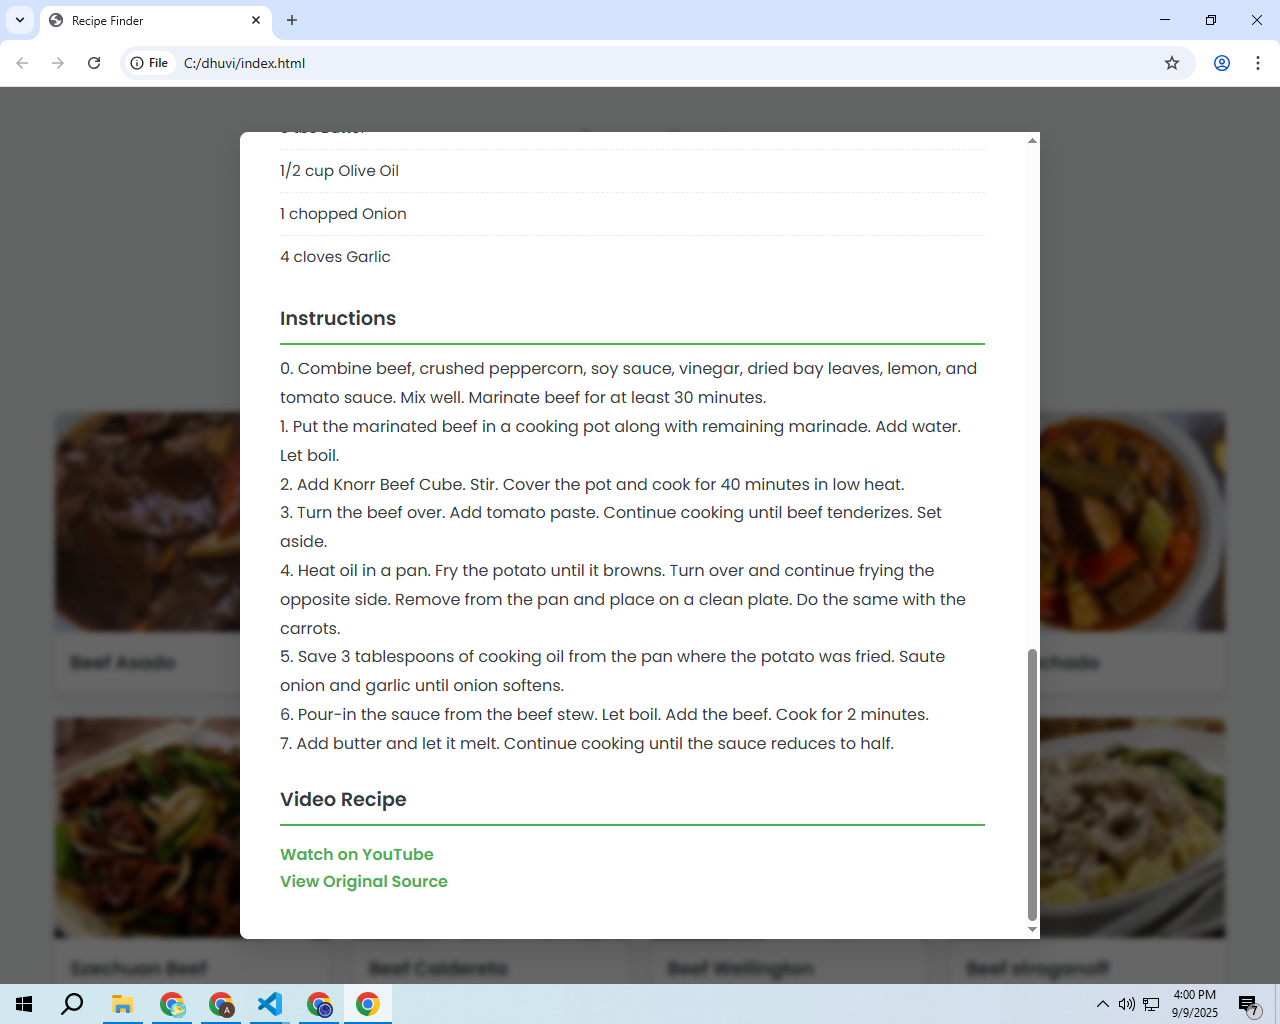 Recipe Finder
File
C:/dhuvi/index.html
1/2 cup Olive Oil
1 chopped Onion
4 cloves Garlic
Instructions
0. Combine beef, crushed peppercorn, soy sauce, vinegar, dried bay leaves, lemon, and
tomato sauce. Mix well. Marinate beef for at least 30 minutes.
1. Put the marinated beef in a cooking pot along with remaining marinade. Add water.
Let boil.
2. Add Knorr Beef Cube. Stir. Cover the pot and cook for 40 minutes in low heat.
3. Turn the beef over. Add tomato paste. Continue cooking until beef tenderizes. Set
aside.
4. Heat oil in a pan. Fry the potato until it browns. Turn over and continue frying the
opposite side. Remove from the pan and place on a clean plate. Do the same with the
carrots.
5. Save 3 tablespoons of cooking oil from the pan where the potato was fried. Saute
onion and garlic until onion softens.
6. Pour-in the sauce from the beef stew. Let boil. Add the beef. Cook for 2 minutes.
7. Add butter and let it melt. Continue cooking until the sauce reduces to half.
Video Recipe
Watch on YouTube
View Original Source
Beef Asado
Szechuan Beef
Beef Caldereta
Beef Wellington
Beef stroganoff
A
4:00 PM
9/9/2025
7